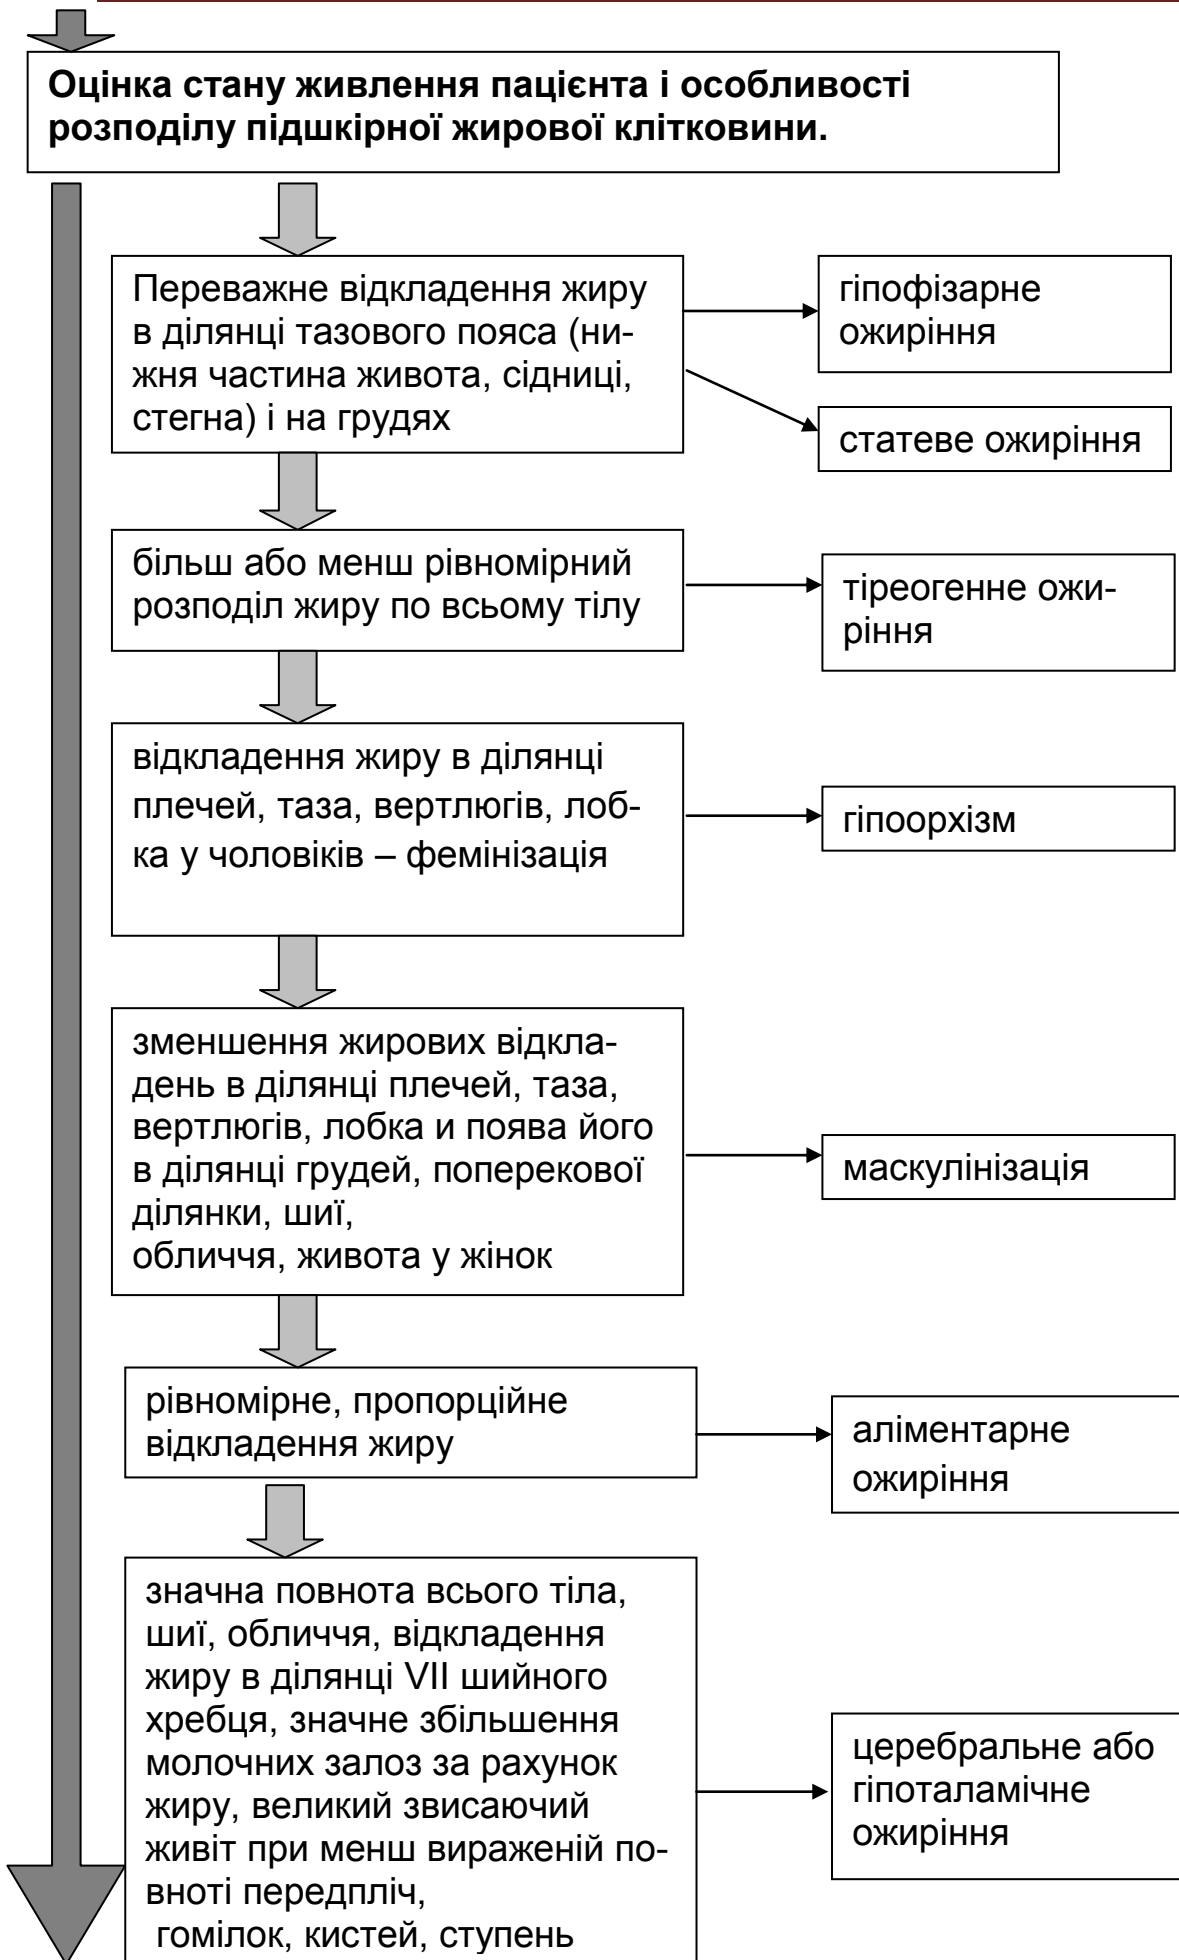 Оцінка стану живлення пацієнта і особливості
розподілу підшкірної жирової клітковини.
Переважне відкладення жиру
в ділянці тазового пояса (ни-
жня частина живота, сідниці,
стегна) і на грудях
гіпофізарне
ожиріння
статеве ожиріння
більш або менш рівномірний
розподіл жиру по всьому тілу
тіреогенне ожи-
ріння
відкладення жиру в ділянці
плечей, таза, вертлюгів, лоб-
ка у чоловіків – фемінізація
гіпоорхізм
зменшення жирових відкла-
день в ділянці плечей, таза,
вертлюгів, лобка и поява його
в ділянці грудей, поперекової
ділянки, шиї,
обличчя, живота у жінок
маскулінізація
рівномірне, пропорційне
відкладення жиру
аліментарне
ожиріння
значна повнота всього тіла,
шиї, обличчя, відкладення
жиру в ділянці VII шийного
хребця, значне збільшення
молочних залоз за рахунок
жиру, великий звисаючий
живіт при менш вираженій по-
вноті передпліч,
гомілок, кистей, ступень
церебральне або
гіпоталамічне
ожиріння